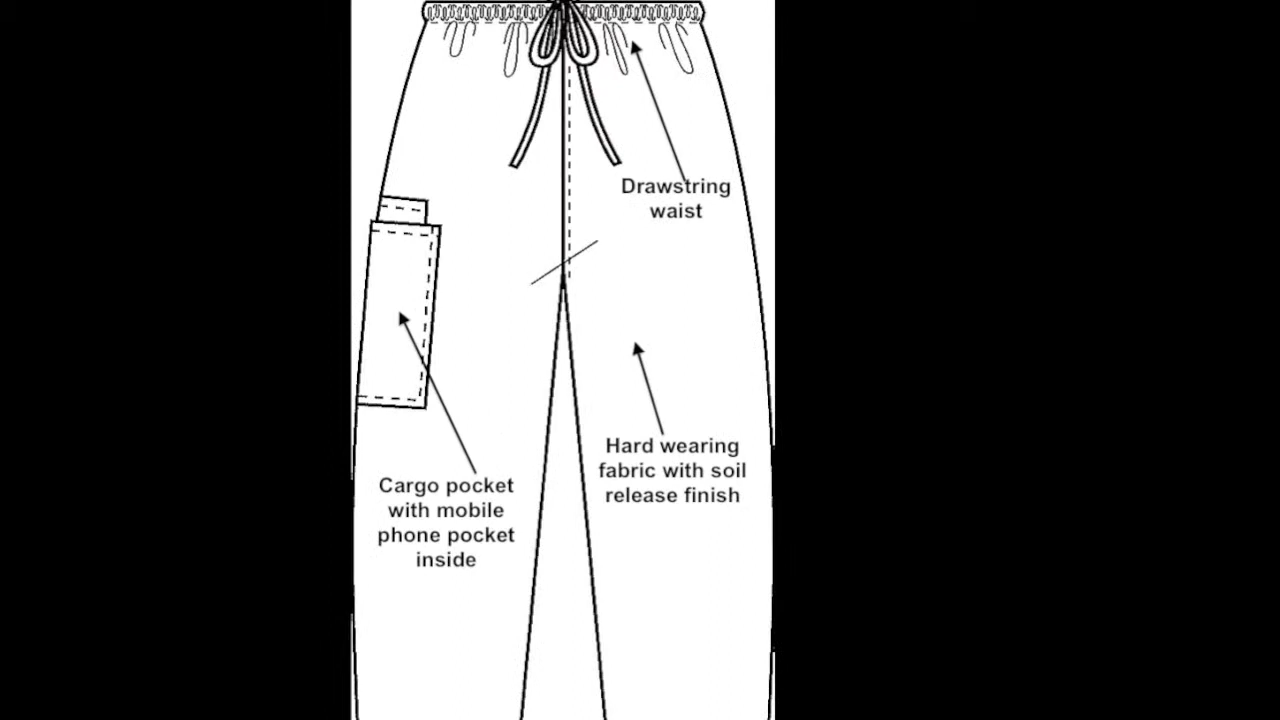 Drawstring
waist
Hard wearing
fabric with soil
release finish
Cargo pocket
with mobile
phone pocket
inside